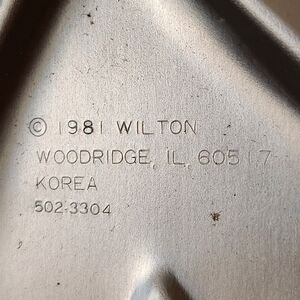 © 1981 WILTON
WOODRIDGE, IL, 60517
KOREA
502-3304